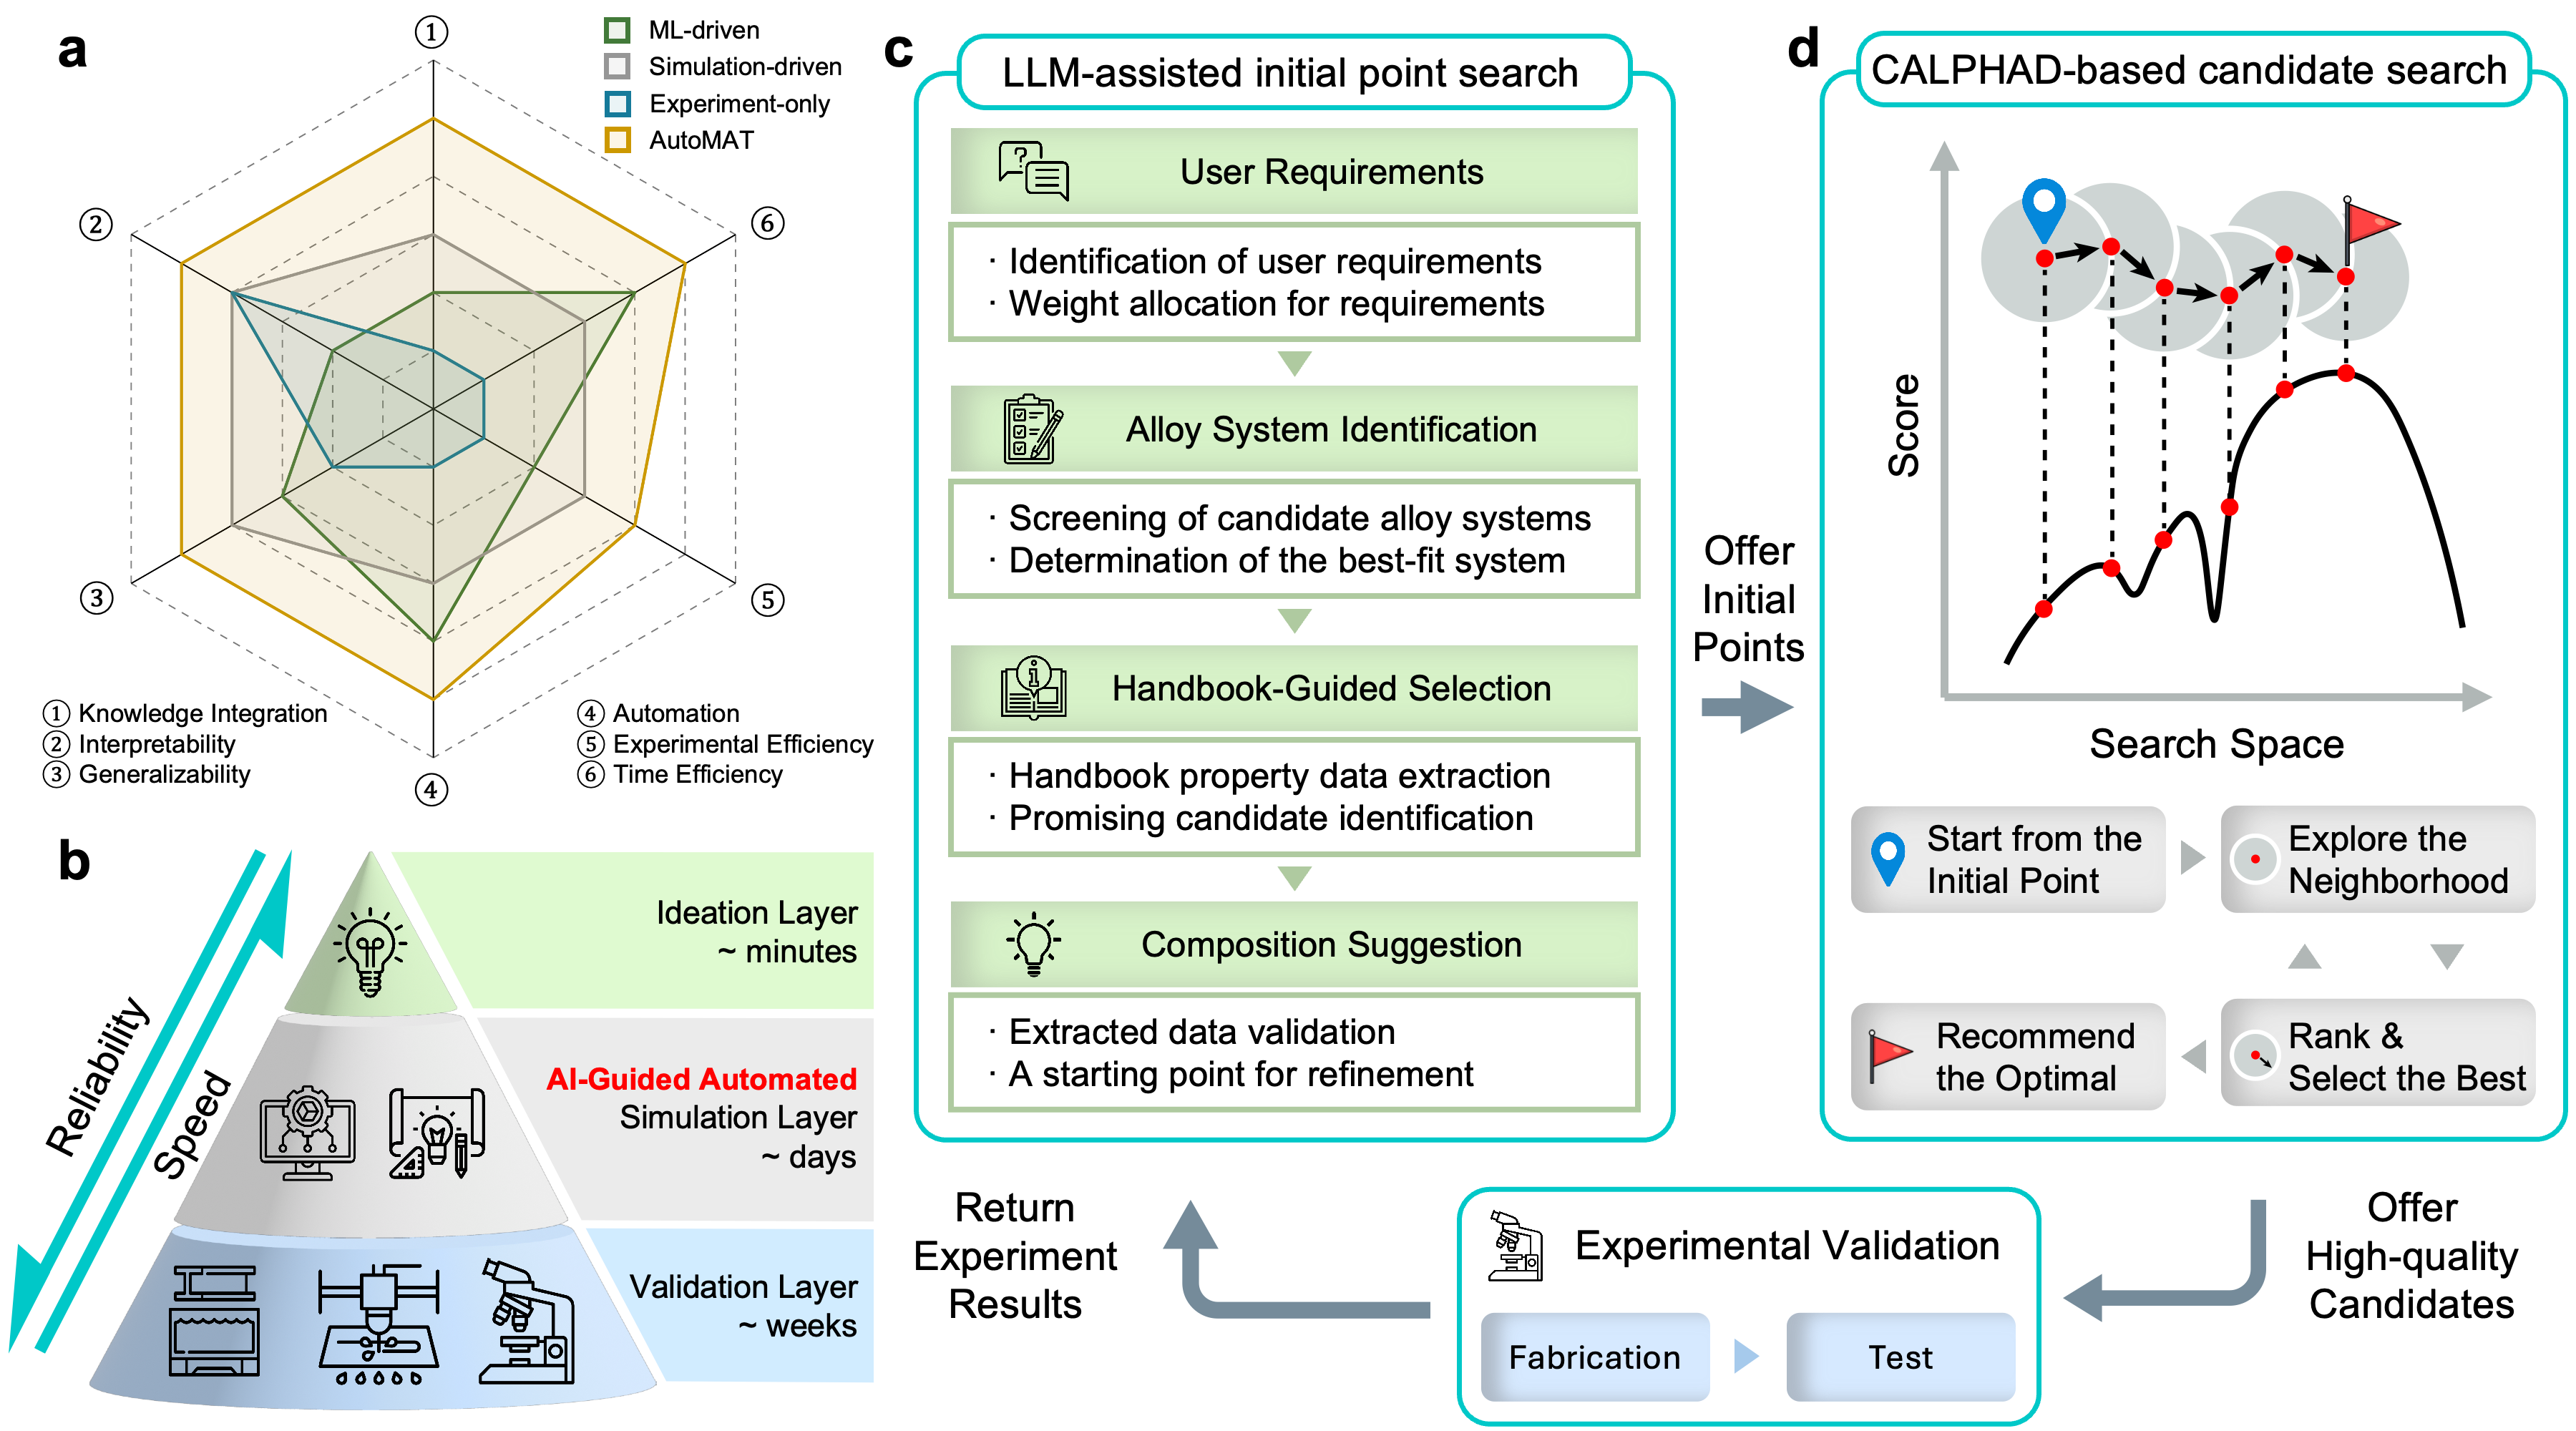 a
①
②
③
④
⑤
⑥
ML-driven
Simulation-driven
Experiment-only
AutoMAT
① Knowledge Integration
② Interpretability
③ Generalizability
④ Automation
⑤ Experimental Efficiency
⑥ Time Efficiency
b
Reliability
Speed
Ideation Layer
~ minutes
AI-Guided Automated
Simulation Layer
~ days
Validation Layer
~ weeks
c
LLM-assisted initial point search
?
User Requirements
· Identification of user requirements
· Weight allocation for requirements
Alloy System Identification
· Screening of candidate alloy systems
· Determination of the best-fit system
i
Handbook-Guided Selection
· Handbook property data extraction
· Promising candidate identification
Composition Suggestion
· Extracted data validation
· A starting point for refinement
Offer
Initial
Points
d
CALPHAD-based candidate search
Score
Search Space
Start from the
Initial Point
Explore the
Neighborhood
Rank &
Select the Best
Recommend
the Optimal
Offer
High-quality
Candidates
Experimental Validation
Fabrication
Test
Return
Experiment
Results